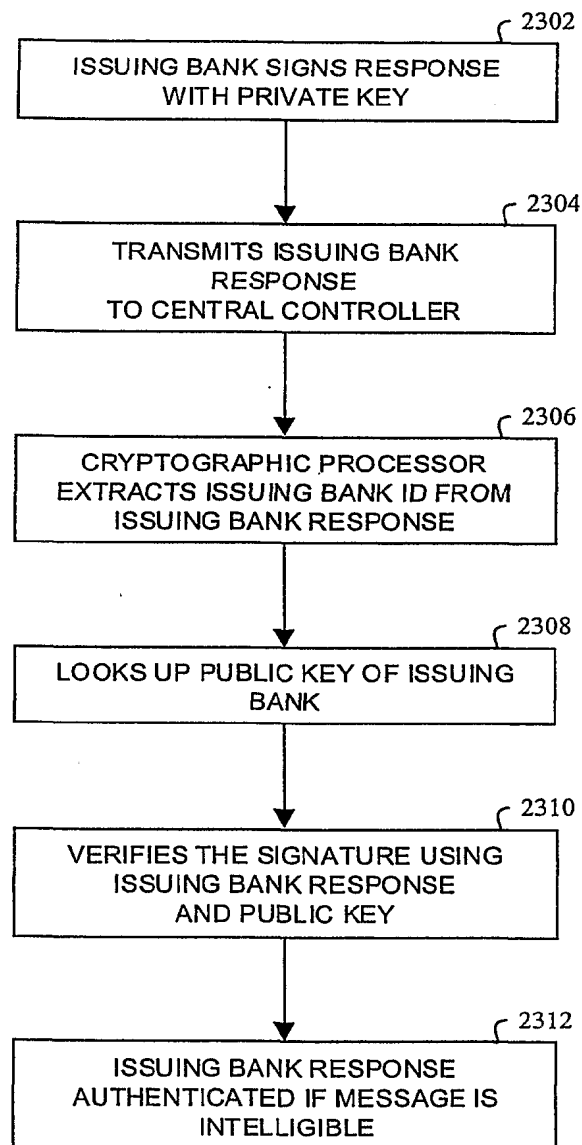 2302
ISSUING BANK SIGNS RESPONSE
WITH PRIVATE KEY
2304
TRANSMITS ISSUING BANK
RESPONSE
TO CENTRAL CONTROLLER
2306
CRYPTOGRAPHIC PROCESSOR
EXTRACTS ISSUING BANK ID FROM
ISSUING BANK RESPONSE
2308
LOOKS UP PUBLIC KEY OF ISSUING
BANK
2310
VERIFIES THE SIGNATURE USING
ISSUING BANK RESPONSE
AND PUBLIC KEY
2312
ISSUING BANK RESPONSE
AUTHENTICATED IF MESSAGE IS
INTELLIGIBLE